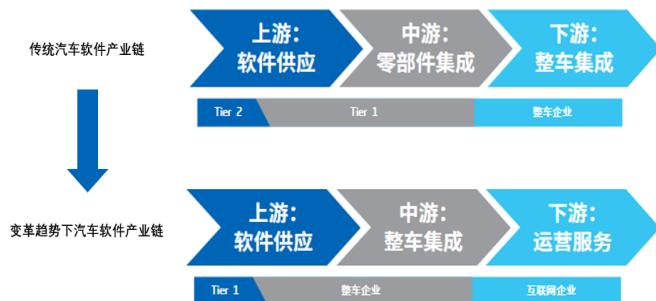 上游：
软件供应
中游：
零部件集成
下游：
整车集成
传统汽车软件产业链
Tier 2
Tier 1
整车企业
上游：
软件供应
中游：
整车集成
下游：
运营服务
变革趋势下汽车软件产业链
Tier 1
整车企业
互联网企业